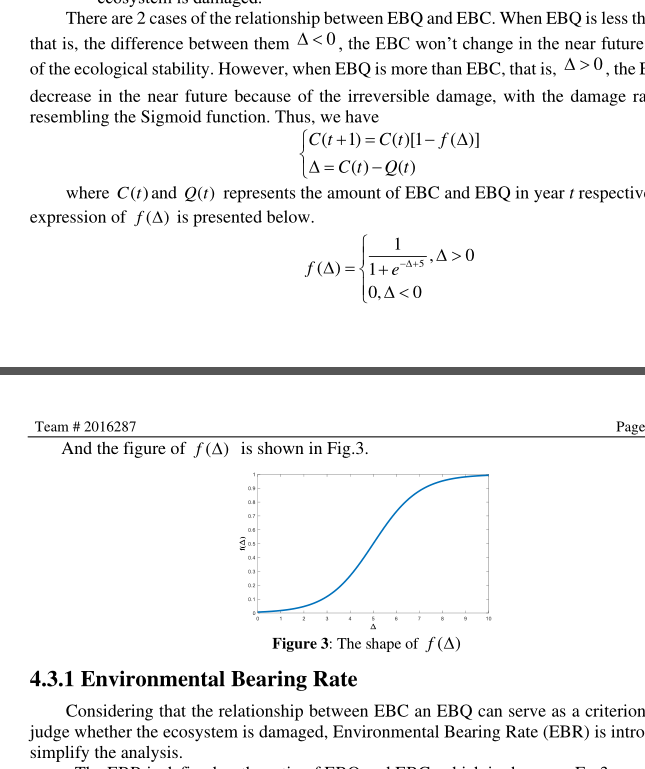 There are 2 cases of the relationship between EBQ and EBC. When EBQ is less th
that is, the difference between them Δ < 0, the EBC won't change in the near future
of the ecological stability. However, when EBQ is more than EBC, that is, Δ > 0, the
decrease in the near future because of the irreversible damage, with the damage ra
resembling the Sigmoid function. Thus, we have
C(t+1) = C(t)[1 − f(Δ)]
Δ = C(t) − Q(t)
where C(t) and Q(t) represents the amount of EBC and EBQ in year t respectiv
expression of f(Δ) is presented below.
f(Δ) = { 1 / (1 + e^(−Δ+5)), Δ > 0
0, Δ < 0
Team # 2016287 Page
And the figure of f(Δ) is shown in Fig.3.
1
0.9
0.8
0.7
0.6
0.5
0.4
0.3
0.2
0.1
0
f(Δ)
0 1 2 3 4 5 6 7 8 9 10
Δ
Figure 3: The shape of f(Δ)
4.3.1 Environmental Bearing Rate
Considering that the relationship between EBC an EBQ can serve as a criterion
judge whether the ecosystem is damaged, Environmental Bearing Rate (EBR) is intro
simplify the analysis.